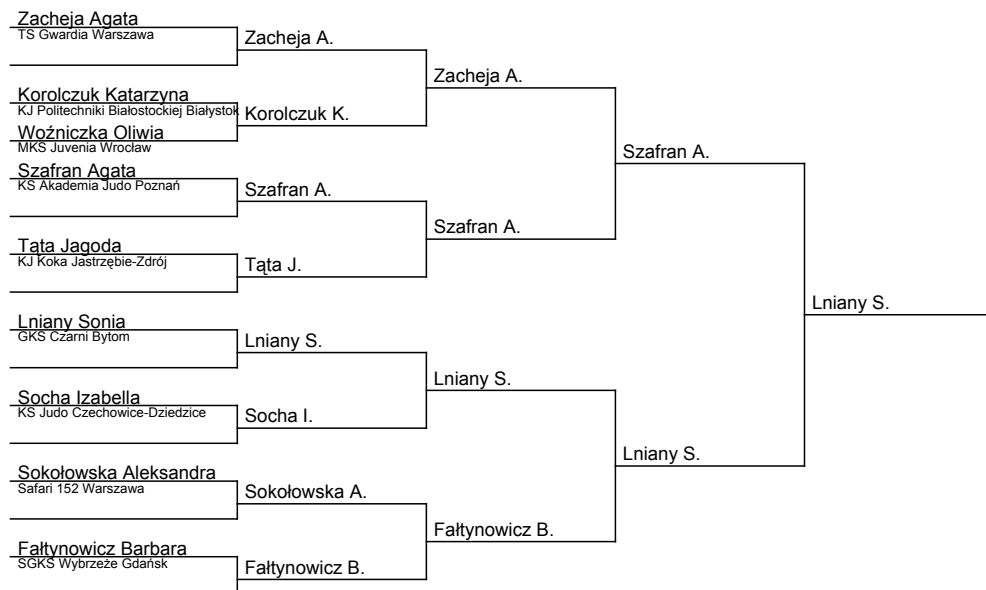 Zacheja Agata
TS Gwardia Warszawa
Zacheja A.
Zacheja A.
Korolczuk Katarzyna
KJ Politechniki Białostockiej Białystok
Korolczuk K.
Woźniczka Oliwia
MKS Juvenia Wrocław
Szafran A.
Szafran Agata
KS Akademia Judo Poznań
Szafran A.
Szafran A.
Tąta Jagoda
KJ Koka Jastrzębie-Zdrój
Tąta J.
Lniany S.
Lniany Sonia
GKS Czarni Bytom
Lniany S.
Lniany S.
Socha Izabella
KS Judo Czechowice-Dziedzice
Socha I.
Lniany S.
Sokołowska Aleksandra
Safari 152 Warszawa
Sokołowska A.
Fałtynowicz B.
Fałtynowicz Barbara
SGKS Wybrzeże Gdańsk
Fałtynowicz B.